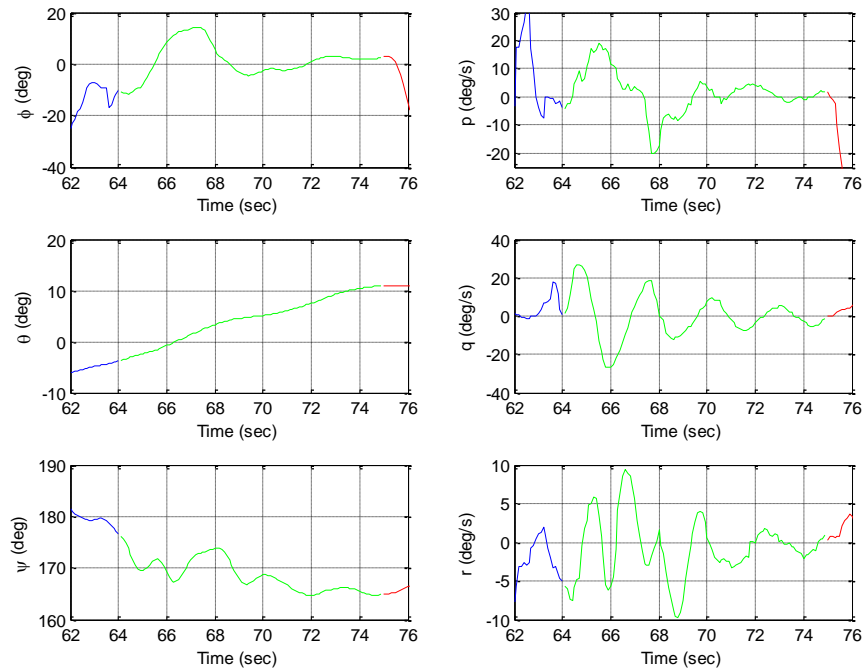 20
0
-20
-40
62 64 66 68 70 72 74 76
Time (sec)
ϕ (deg)
30
20
10
0
-10
-20
62 64 66 68 70 72 74 76
Time (sec)
p (deg/s)
20
10
0
-10
62 64 66 68 70 72 74 76
Time (sec)
θ (deg)
40
20
0
-20
-40
62 64 66 68 70 72 74 76
Time (sec)
q (deg/s)
190
180
170
160
62 64 66 68 70 72 74 76
Time (sec)
ψ (deg)
10
5
0
-5
-10
62 64 66 68 70 72 74 76
Time (sec)
r (deg/s)